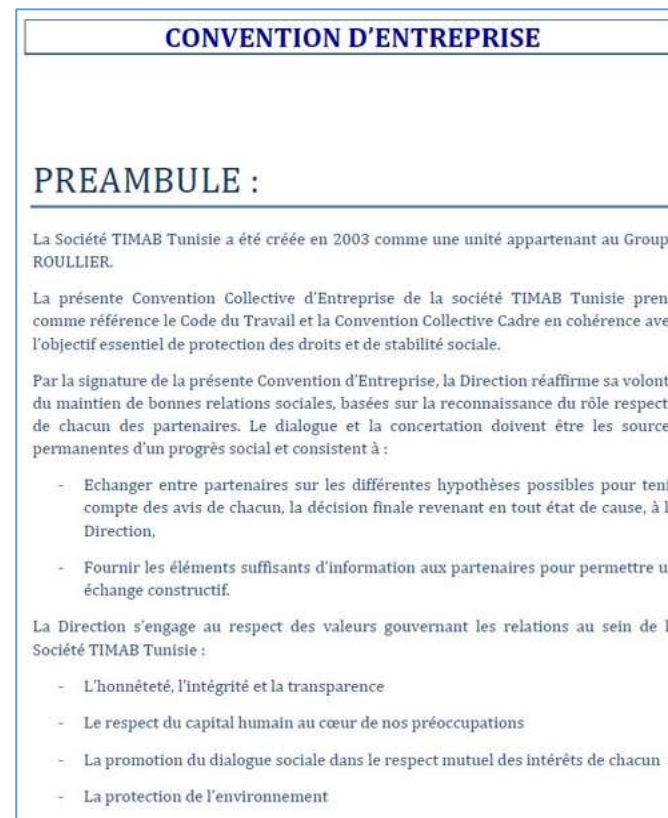 CONVENTION D’ENTREPRISE
PREAMBULE :
La Société TIMAB Tunisie a été créée en 2003 comme une unité appartenant au Group
ROULLIER.
La présente Convention Collective d’Entreprise de la société TIMAB Tunisie pren
comme référence le Code du Travail et la Convention Collective Cadre en cohérence ave
l’objectif essentiel de protection des droits et de stabilité sociale.
Par la signature de la présente Convention d’Entreprise, la Direction réaffirme sa volont
du maintien de bonnes relations sociales, basées sur la reconnaissance du rôle respect
de chacun des partenaires. Le dialogue et la concertation doivent être les source
permanentes d’un progrès social et consistent à :
- Echanger entre partenaires sur les différentes hypothèses possibles pour teni
compte des avis de chacun, la décision finale revenant en tout état de cause, à l
Direction,
- Fournir les éléments suffisants d’information aux partenaires pour permettre u
échange constructif.
La Direction s’engage au respect des valeurs gouvernant les relations au sein de l
Société TIMAB Tunisie :
- L’honnêteté, l’intégrité et la transparence
- Le respect du capital humain au cœur de nos préoccupations
- La promotion du dialogue sociale dans le respect mutuel des intérêts de chacun
- La protection de l’environnement